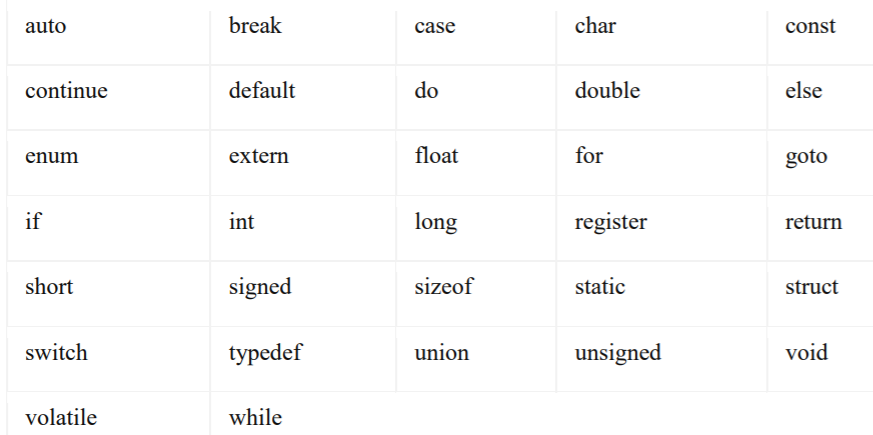 auto break case char const
continue default do double else
enum extern float for goto
if int long register return
short signed sizeof static struct
switch typedef union unsigned void
volatile while